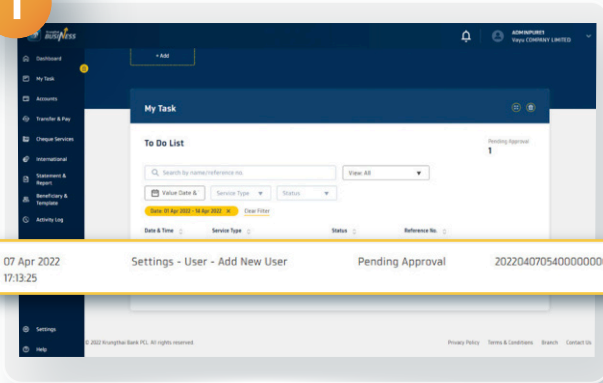 1
Krungthai
BUSINESS
ADMINPURE1
Vayu COMPANY LIMITED
Dashboard
+ Add
My Task
Accounts
Transfer & Pay
Cheque Services
International
Statement & Report
Beneficiary & Template
Activity Log
My Task
To Do List
Pending Approval
1
Search by name/reference no.
View: All
Value Date &
Service Type
Status
Date: 01 Apr 2022 - 14 Apr 2022 ×
Clear Filter
Date & Time
Service Type
Status
Reference No.
07 Apr 2022
17:13:25
Settings - User - Add New User
Pending Approval
Settings
Help
© 2022 Krungthai Bank PCL. All rights reserved.
Privacy Policy
Terms & Conditions
Branch
Contact Us